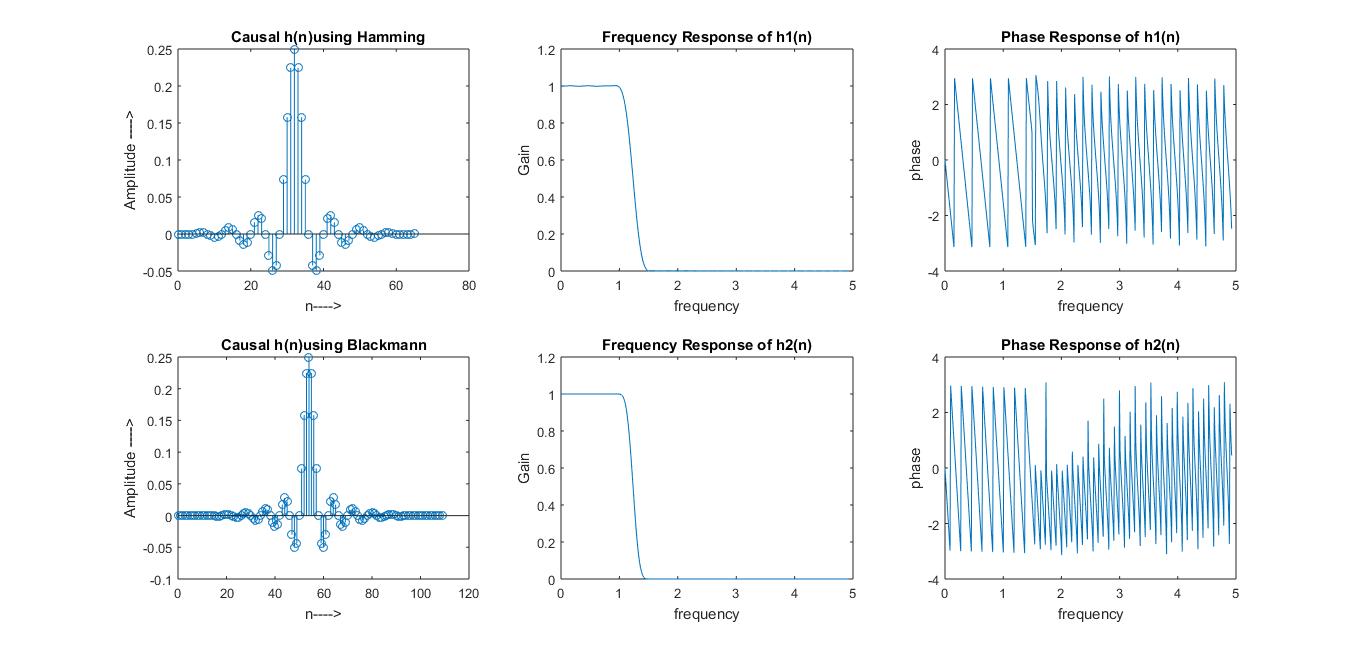 Causal h(n)using Hamming
0.25
0.2
0.15
0.1
0.05
0
-0.05
Amplitude ---->
0 20 40 60 80
n---->
Frequency Response of h1(n)
1.2
1
0.8
0.6
0.4
0.2
0
Gain
0 1 2 3 4 5
frequency
Phase Response of h1(n)
4
2
0
-2
-4
phase
0 1 2 3 4 5
frequency
Causal h(n)using Blackmann
0.25
0.2
0.15
0.1
0.05
0
-0.05
-0.1
Amplitude ---->
0 20 40 60 80 100 120
n---->
Frequency Response of h2(n)
1.2
1
0.8
0.6
0.4
0.2
0
Gain
0 1 2 3 4 5
frequency
Phase Response of h2(n)
4
2
0
-2
-4
phase
0 1 2 3 4 5
frequency